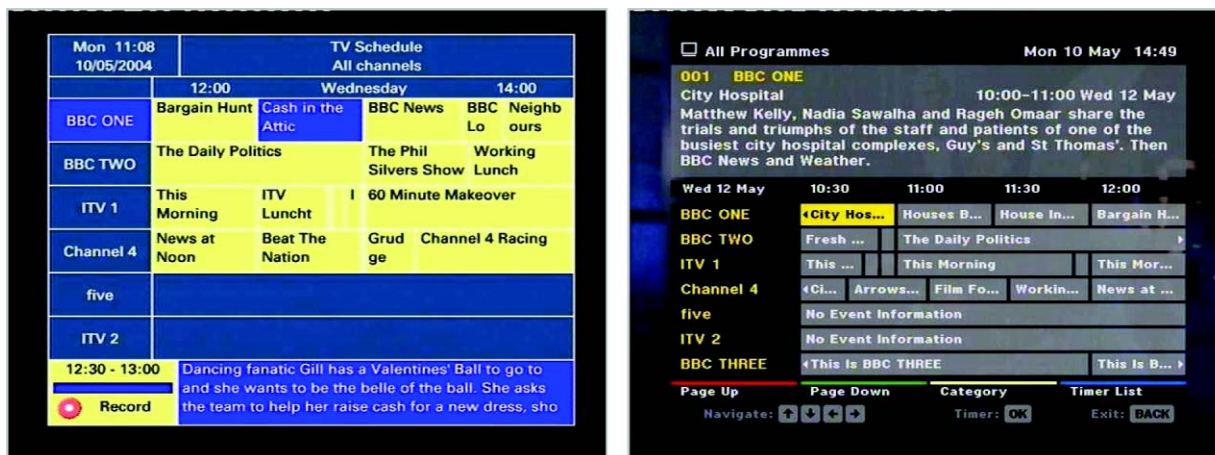 Mon 11:08
10/05/2004
TV Schedule
All channels
12:00 Wednesday 14:00
BBC ONE
Bargain Hunt
Cash in the
Attic
BBC News
BBC
Lo
Neighb
ours
BBC TWO
The Daily Politics
The Phil
Silvers Show
Working
Lunch
ITV 1
This
Morning
ITV
Luncht
I
60 Minute Makeover
Channel 4
News at
Noon
Beat The
Nation
Grud
ge
Channel 4 Racing
five
ITV 2
12:30 - 13:00
Record
Dancing fanatic Gill has a Valentines' Ball to go to
and she wants to be the belle of the ball. She asks
the team to help her raise cash for a new dress, sho
All Programmes Mon 10 May 14:49
001 BBC ONE
City Hospital 10:00-11:00 Wed 12 May
Matthew Kelly, Nadia Sawalha and Rageh Omaar share the
trials and triumphs of the staff and patients of one of the
busiest city hospital complexes, Guy's and St Thomas'. Then
BBC News and Weather.
Wed 12 May 10:30 11:00 11:30 12:00
BBC ONE City Hos... Houses B... House In... Bargain H...
BBC TWO Fresh ... The Daily Politics
ITV 1 This ... This Morning This Mor...
Channel 4 Ci... Arrows... Film Fo... Workin... News at ...
five No Event Information
ITV 2 No Event Information
BBC THREE This Is BBC THREE This Is B...
Page Up Page Down Category Timer List
Navigate: Timer: OK Exit: BACK